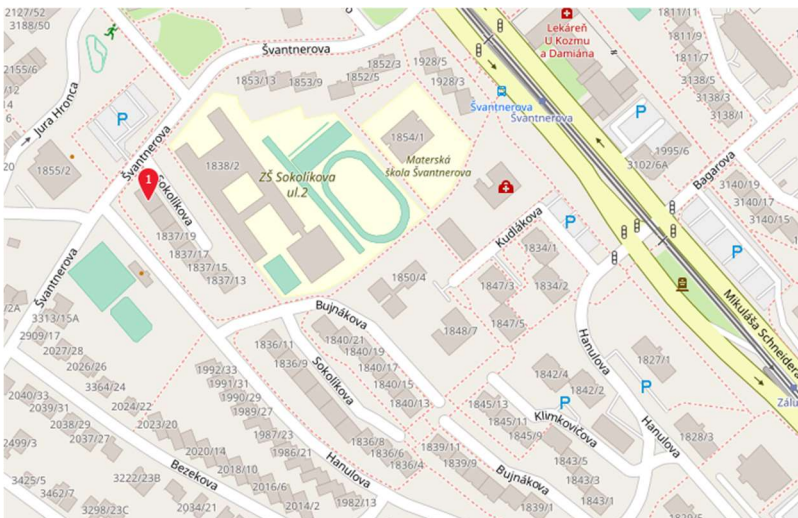 2127/52
3188/50
2155/6
Jura Hronca
20
1855/2
P
Švantnerova
Švantnerova
Švantnerova
1853/13
1853/9
1852/5
1852/3
1928/5
1928/3
Lekáreň
U Kozmu
a Damiána
1811/11
1811/9
1811/7
3138/5
3138/3
3138/1
Švantnerova
Švantnerova
P
1995/6
3102/6A
Bagarova
3140/19
3140/17
3140/15
P
1838/2
ZŠ Sokolíkova
ul.2
1854/1
Materská
škola Švantnerova
1
Sokolíkova
1837/19
1837/17
1837/15
1837/13
Kudlákova
P
1834/1
1834/2
1847/3
1847/5
1850/4
1848/7
Mikuláša Schneidera
Zálu
2/2A
3313/15A
2909/17
2027/28
2026/26
3364/24
2024/22
2023/20
2040/33
2039/31
2038/29
2037/27
2499/3
3425/5
3462/7
3222/23B
3298/23C
2034/21
Bezekova
2020/14
2018/10
2016/6
2014/2
1992/33
1991/31
1990/29
1989/27
1987/21
1986/21
1982/13
Hanulova
Bujnákova
1836/11
1836/9
Sokolíkova
1840/21
1840/19
1840/17
1840/15
1840/13
1836/8
1836/6
1836/4
1839/11
1839/9
1839/1
Bujnákova
1845/13
1845/11
1845/9
1842/4
1842/2
P
Klimkovičova
1843/5
1843/3
1843/1
Hanulova
Hanulova
P
1827/1
1828/3